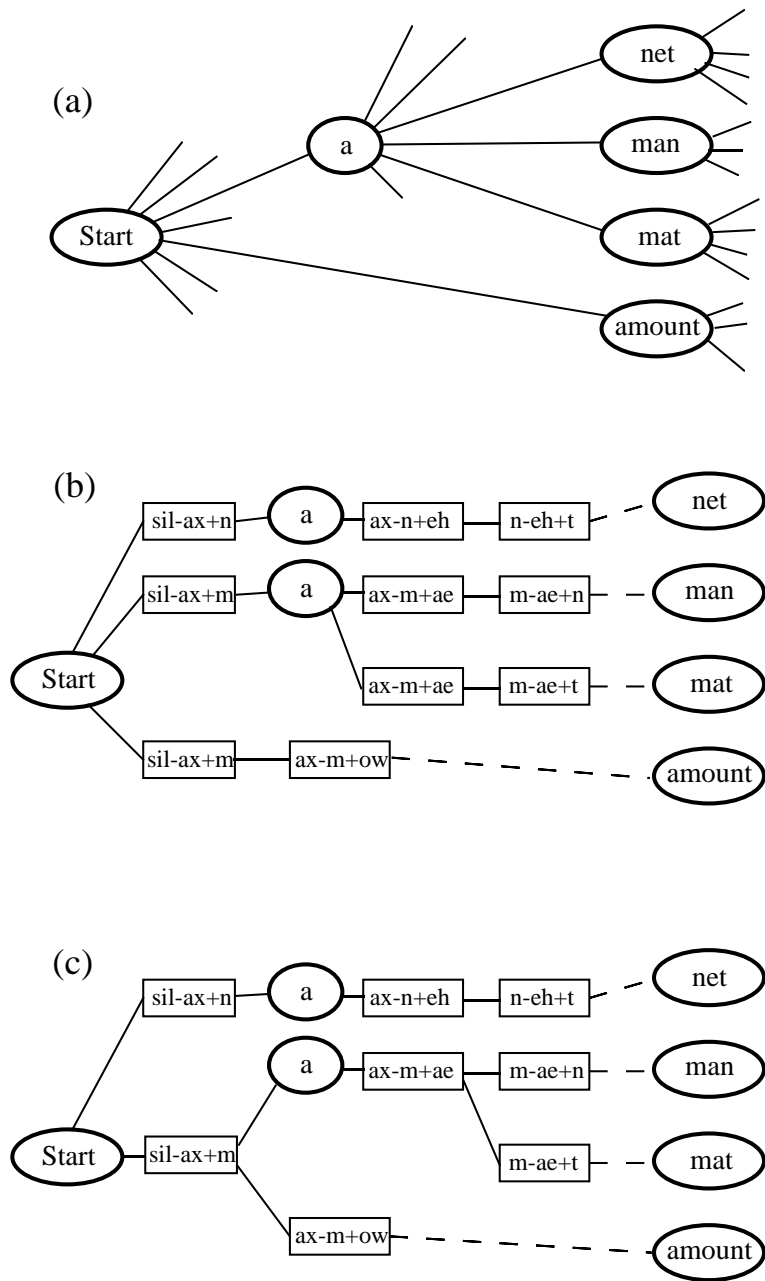 (a)
net
a
man
Start
mat
amount
(b)
sil-ax+n a ax-n+eh n-eh+t net
sil-ax+m a ax-m+ae m-ae+n man
Start
ax-m+ae m-ae+t mat
sil-ax+m ax-m+ow amount
(c)
sil-ax+n a ax-n+eh n-eh+t net
a ax-m+ae m-ae+n man
Start sil-ax+m m-ae+t mat
ax-m+ow amount